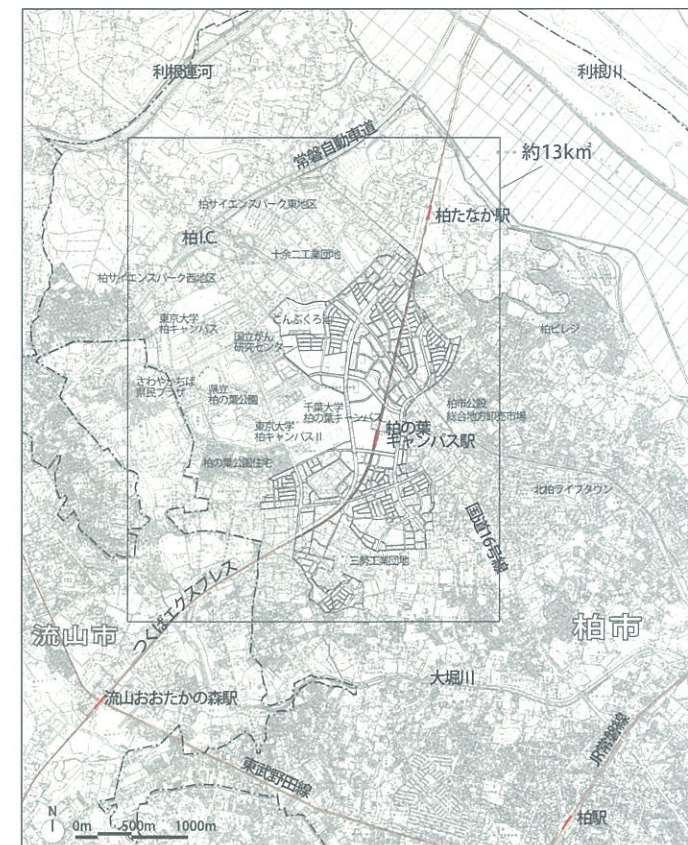 利根運河
利根川
常磐自動車道
約13k㎡
柏サイエンスパーク東地区
柏たなか駅
柏I.C.
十余二工業団地
柏サイエンスパーク西地区
東京大学
柏キャンパス
こんぶくろ池
国立がん
研究センター
柏ビレジ
さわやかちば
県民プラザ
県立
柏の葉公園
千葉大学
柏の葉キャンパス
柏市公設
総合地方卸売市場
東京大学
柏キャンパスⅡ
柏の葉
キャンパス駅
柏の葉公園住宅
北柏ライフタウン
国道16号線
三勢工業団地
つくばエクスプレス
流山市
柏市
大堀川
流山おおたかの森駅
JR常磐線
東武野田線
柏駅
N
0m 500m 1000m